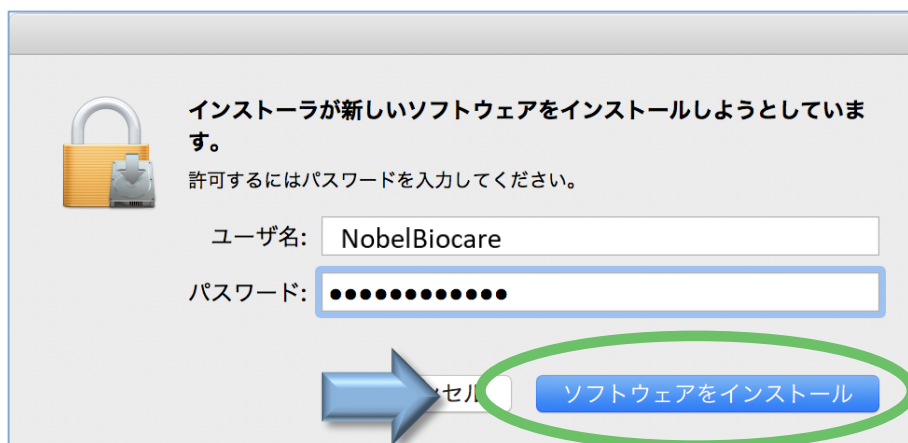 インストーラが新しいソフトウェアをインストールしようとしていま
す。
許可するにはパスワードを入力してください。
ユーザ名: NobelBiocare
パスワード: ●●●●●●●●●●●●
セル ソフトウェアをインストール